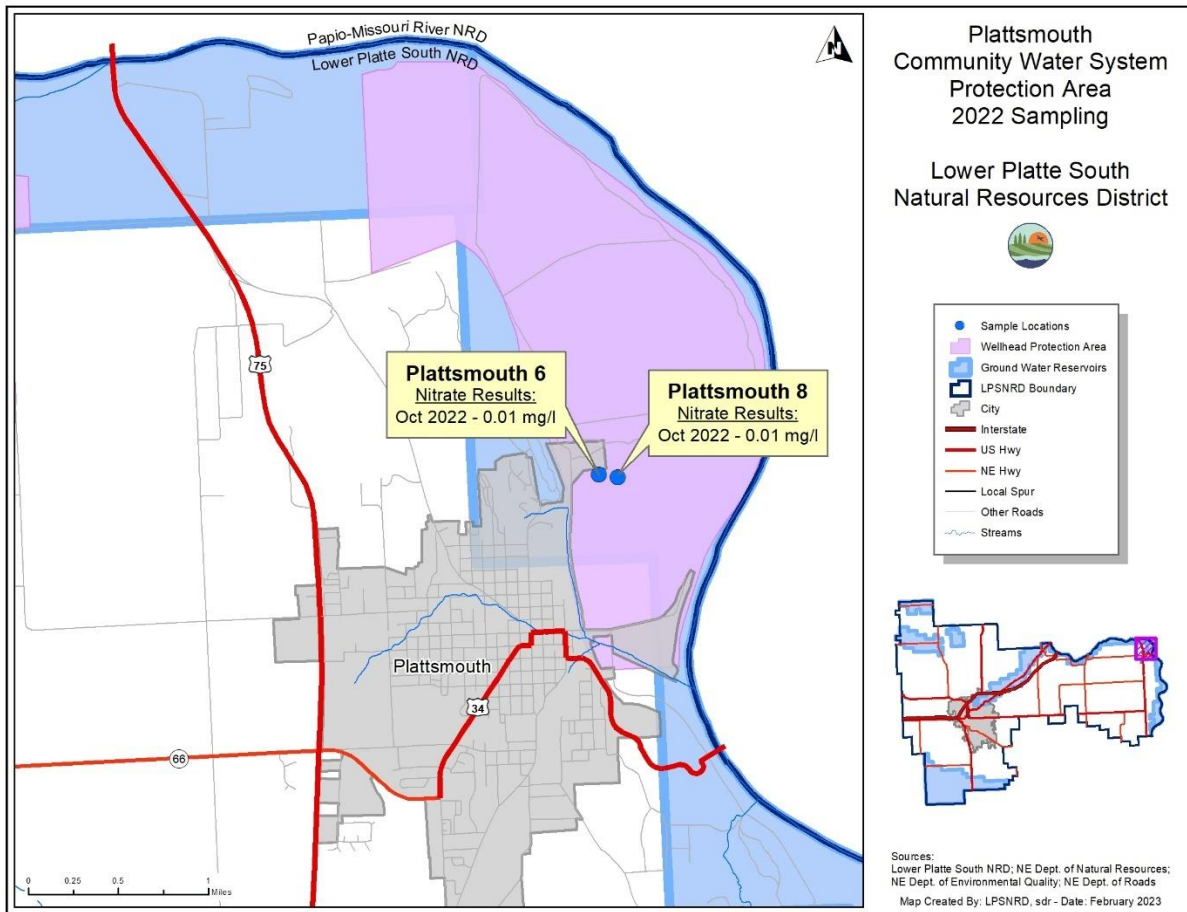 Papio-Missouri River NRD
Lower Platte South NRD
N
75
Plattsmouth 6
Nitrate Results:
Oct 2022 - 0.01 mg/l
Plattsmouth 8
Nitrate Results:
Oct 2022 - 0.01 mg/l
Plattsmouth
34
66
0 0.25 0.5 1
Miles
Plattsmouth
Community Water System
Protection Area
2022 Sampling
Lower Platte South
Natural Resources District
Sample Locations
Wellhead Protection Area
Ground Water Reservoirs
LPSNRD Boundary
City
Interstate
US Hwy
NE Hwy
Local Spur
Other Roads
Streams
Sources:
Lower Platte South NRD; NE Dept. of Natural Resources;
NE Dept. of Environmental Quality; NE Dept. of Roads
Map Created By: LPSNRD, sdr - Date: February 2023